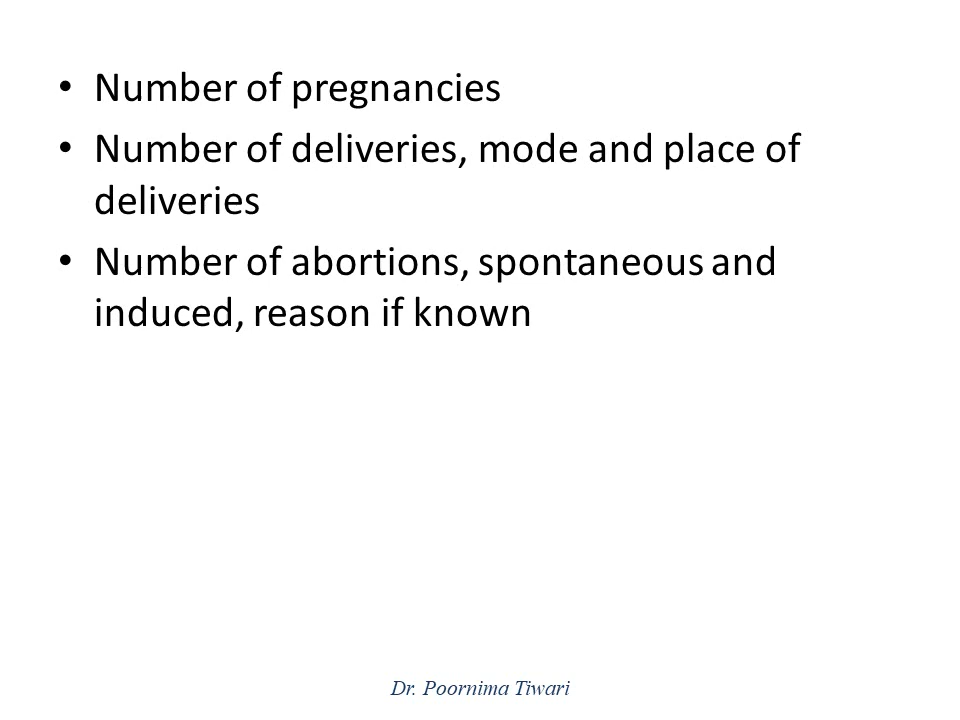 • Number of pregnancies
• Number of deliveries, mode and place of
deliveries
• Number of abortions, spontaneous and
induced, reason if known
Dr. Poornima Tiwari